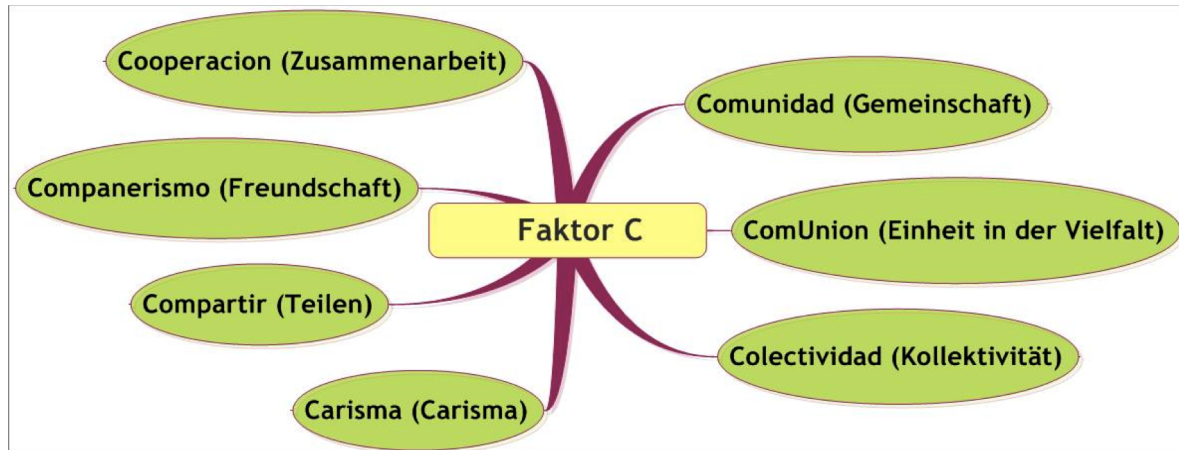 Cooperacion (Zusammenarbeit)
Comunidad (Gemeinschaft)
Companerismo (Freundschaft)
Faktor C
ComUnion (Einheit in der Vielfalt)
Compartir (Teilen)
Colectividad (Kollektivität)
Carisma (Carisma)